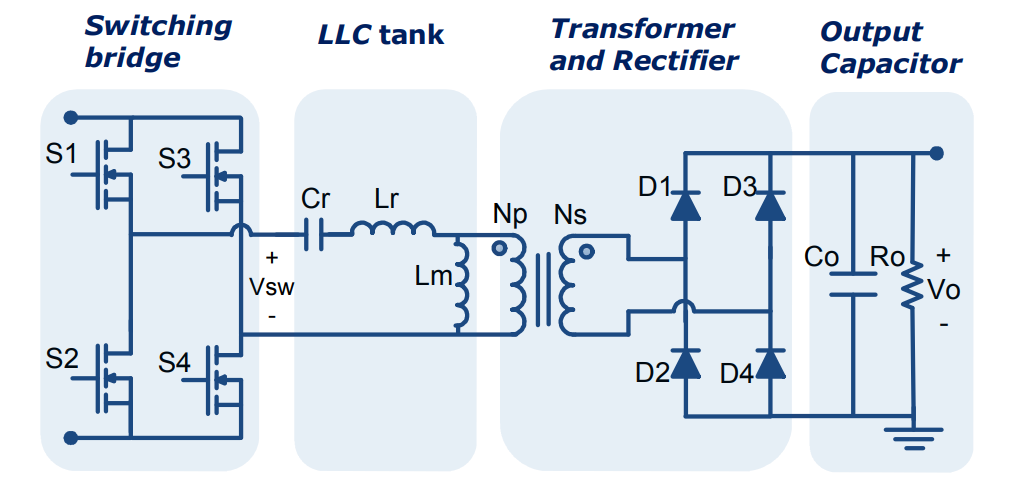 Switching
bridge
LLC tank
Transformer
and Rectifier
Output
Capacitor
S1
S3
Cr
Lr
Np
Ns
D1
D3
+
Vsw
-
Lm
Co
Ro
+
Vo
-
S2
S4
D2
D4